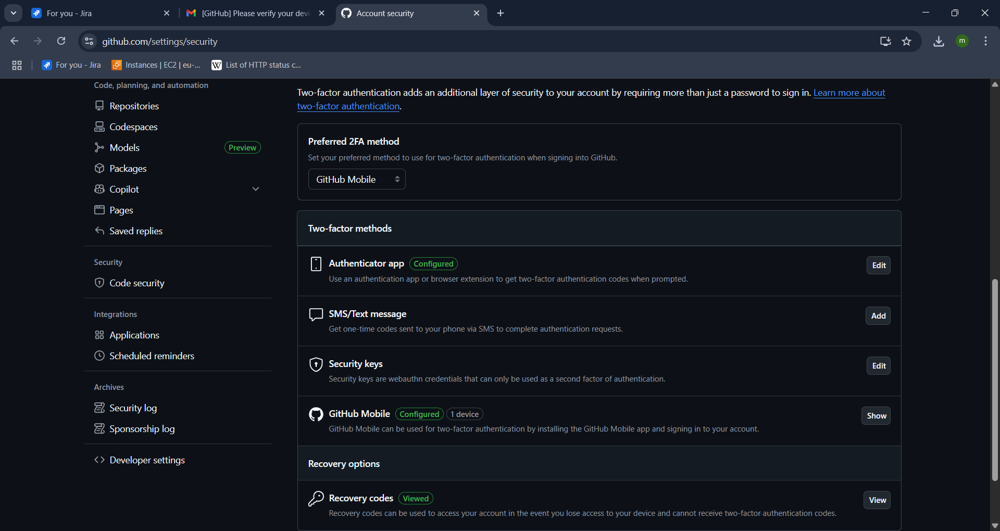 For you - Jira
[GitHub] Please verify your devi
Account security
github.com/settings/security
m
For you - Jira
Instances | EC2 | eu-...
W List of HTTP status c...
Code, planning, and automation
Repositories
Codespaces
Models
Preview
Packages
Copilot
Pages
Saved replies
Security
Code security
Integrations
Applications
Scheduled reminders
Archives
Security log
Sponsorship log
Developer settings
Two-factor authentication adds an additional layer of security to your account by requiring more than just a password to sign in. Learn more about
two-factor authentication.
Preferred 2FA method
Set your preferred method to use for two-factor authentication when signing into GitHub.
GitHub Mobile
Two-factor methods
Authenticator app Configured
Edit
Use an authentication app or browser extension to get two-factor authentication codes when prompted.
SMS/Text message
Add
Get one-time codes sent to your phone via SMS to complete authentication requests.
Security keys
Edit
Security keys are webauthn credentials that can only be used as a second factor of authentication.
GitHub Mobile Configured 1 device
Show
GitHub Mobile can be used for two-factor authentication by installing the GitHub Mobile app and signing in to your account.
Recovery options
Recovery codes Viewed
View
Recovery codes can be used to access your account in the event you lose access to your device and cannot receive two-factor authentication codes.